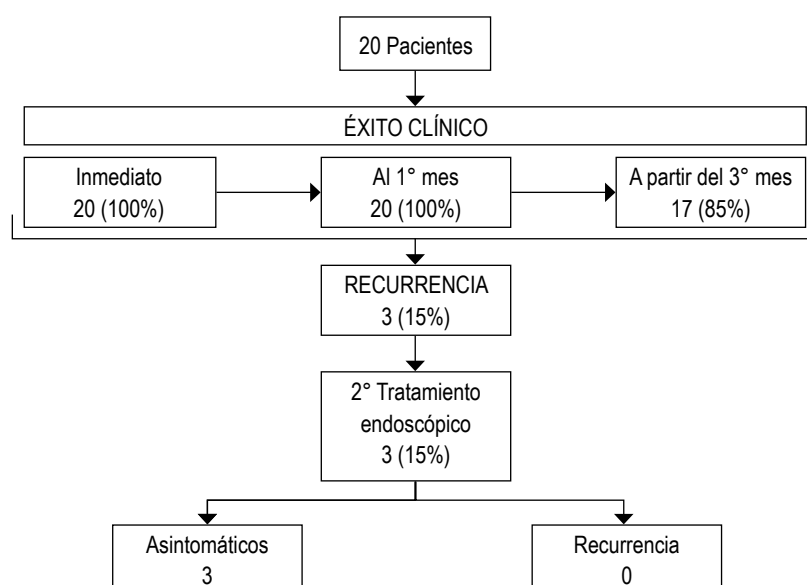 20 Pacientes
ÉXITO CLÍNICO
Inmediato
20 (100%)
Al 1° mes
20 (100%)
A partir del 3° mes
17 (85%)
RECURRENCIA
3 (15%)
2° Tratamiento
endoscópico
3 (15%)
Asintomáticos
3
Recurrencia
0